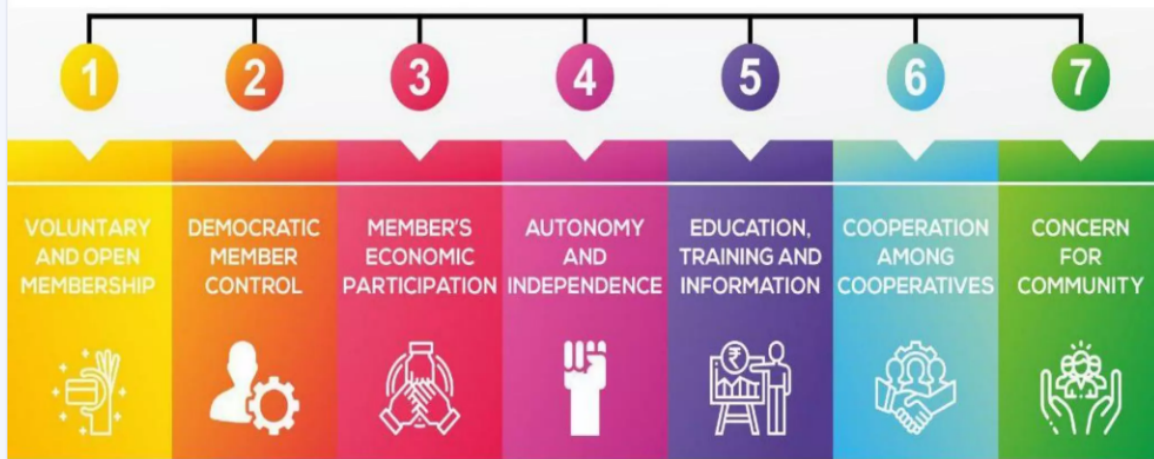 1
2
3
4
5
6
7
VOLUNTARY
AND OPEN
MEMBERSHIP
DEMOCRATIC
MEMBER
CONTROL
MEMBER'S
ECONOMIC
PARTICIPATION
AUTONOMY
AND
INDEPENDENCE
EDUCATION,
TRAINING AND
INFORMATION
COOPERATION
AMONG
COOPERATIVES
CONCERN
FOR
COMMUNITY
₹